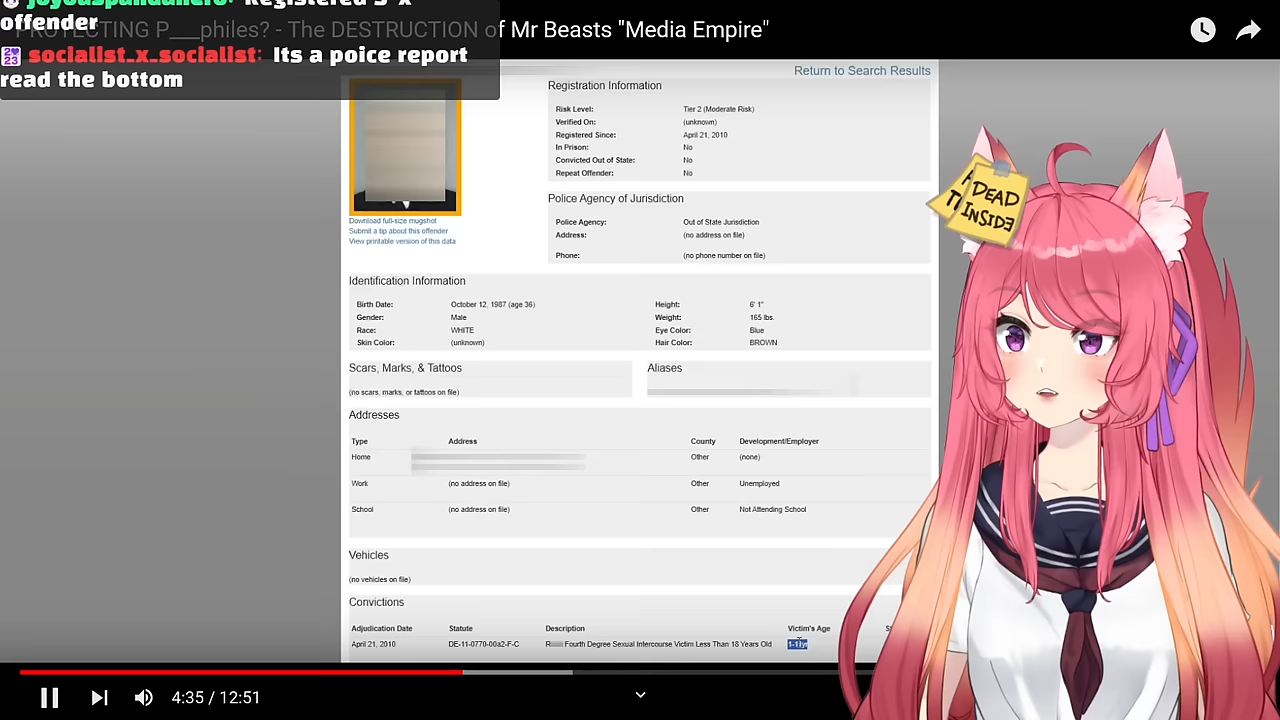 joyouspandahero: Registered S*x
offender
socialist_x_socialist: Its a poice report
read the bottom
PROTECTING P___philes? - The DESTRUCTION of Mr Beasts "Media Empire"
Return to Search Results
Registration Information
Risk Level: Tier 2 (Moderate Risk)
Verified On: (unknown)
Registered Since: April 21, 2010
In Prison: No
Convicted Out of State: No
Repeat Offender: No
Police Agency of Jurisdiction
Police Agency: Out of State Jurisdiction
Address: (no address on file)
Phone: (no phone number on file)
Download full-size mugshot
Submit a tip about this offender
View printable version of this data
Identification Information
Birth Date: October 12, 1987 (age 36) Height: 6' 1"
Gender: Male Weight: 165 lbs.
Race: WHITE Eye Color: Blue
Skin Color: (unknown) Hair Color: BROWN
Scars, Marks, & Tattoos Aliases
(no scars, marks, or tattoos on file)
Addresses
Type Address County Development/Employer
Home Other (none)
Work (no address on file) Other Unemployed
School (no address on file) Other Not Attending School
Vehicles
(no vehicles on file)
Convictions
Adjudication Date Statute Description Victim's Age
April 21, 2010 DE-11-0770-00a2-F-C Fourth Degree Sexual Intercourse Victim Less Than 18 Years Old
DEAD
INSIDE
4:35 / 12:51